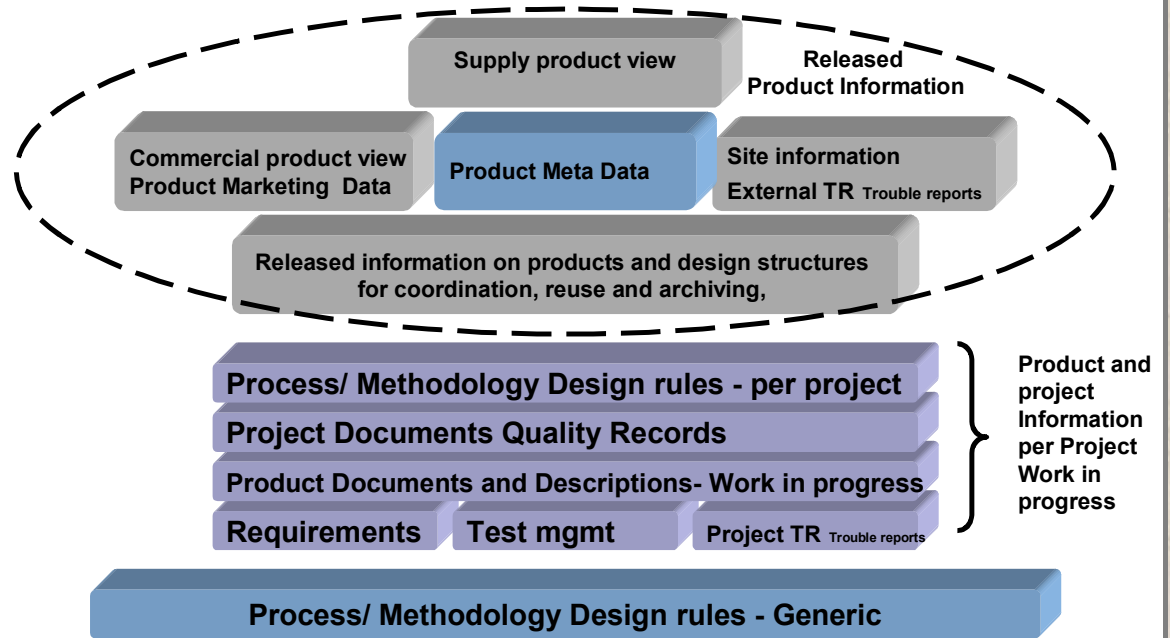 Supply product view
Released
Product Information
Commercial product view
Product Marketing Data
Product Meta Data
Site information
External TR Trouble reports
Released information on products and design structures
for coordination, reuse and archiving,
Process/ Methodology Design rules - per project
Project Documents Quality Records
Product Documents and Descriptions- Work in progress
Requirements
Test mgmt
Project TR Trouble reports
Product and
project
Information
per Project
Work in
progress
Process/ Methodology Design rules - Generic